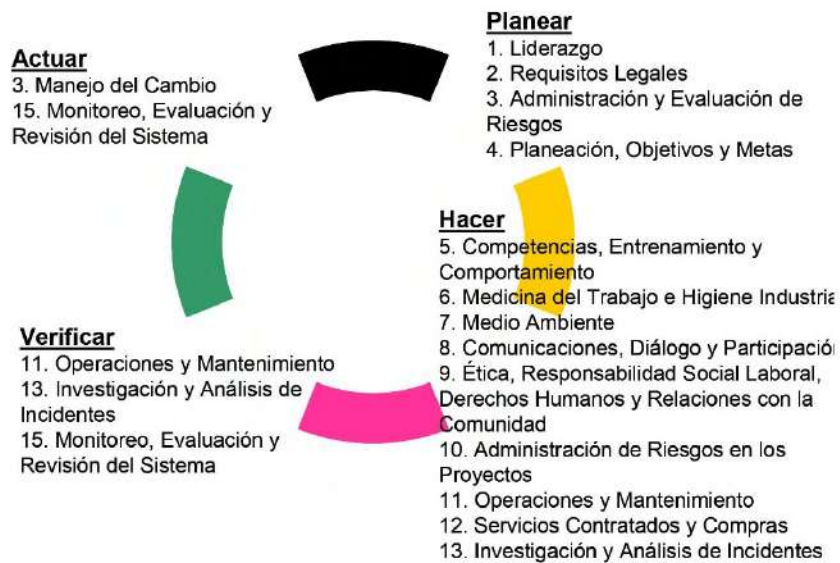 Planear
1. Liderazgo
2. Requisitos Legales
3. Administración y Evaluación de
Riesgos
4. Planeación, Objetivos y Metas
Hacer
5. Competencias, Entrenamiento y
Comportamiento
6. Medicina del Trabajo e Higiene Industria
7. Medio Ambiente
8. Comunicaciones, Diálogo y Participació
9. Ética, Responsabilidad Social Laboral,
Derechos Humanos y Relaciones con la
Comunidad
10. Administración de Riesgos en los
Proyectos
11. Operaciones y Mantenimiento
12. Servicios Contratados y Compras
13. Investigación y Análisis de Incidentes
Verificar
11. Operaciones y Mantenimiento
13. Investigación y Análisis de
Incidentes
15. Monitoreo, Evaluación y
Revisión del Sistema
Actuar
3. Manejo del Cambio
15. Monitoreo, Evaluación y
Revisión del Sistema